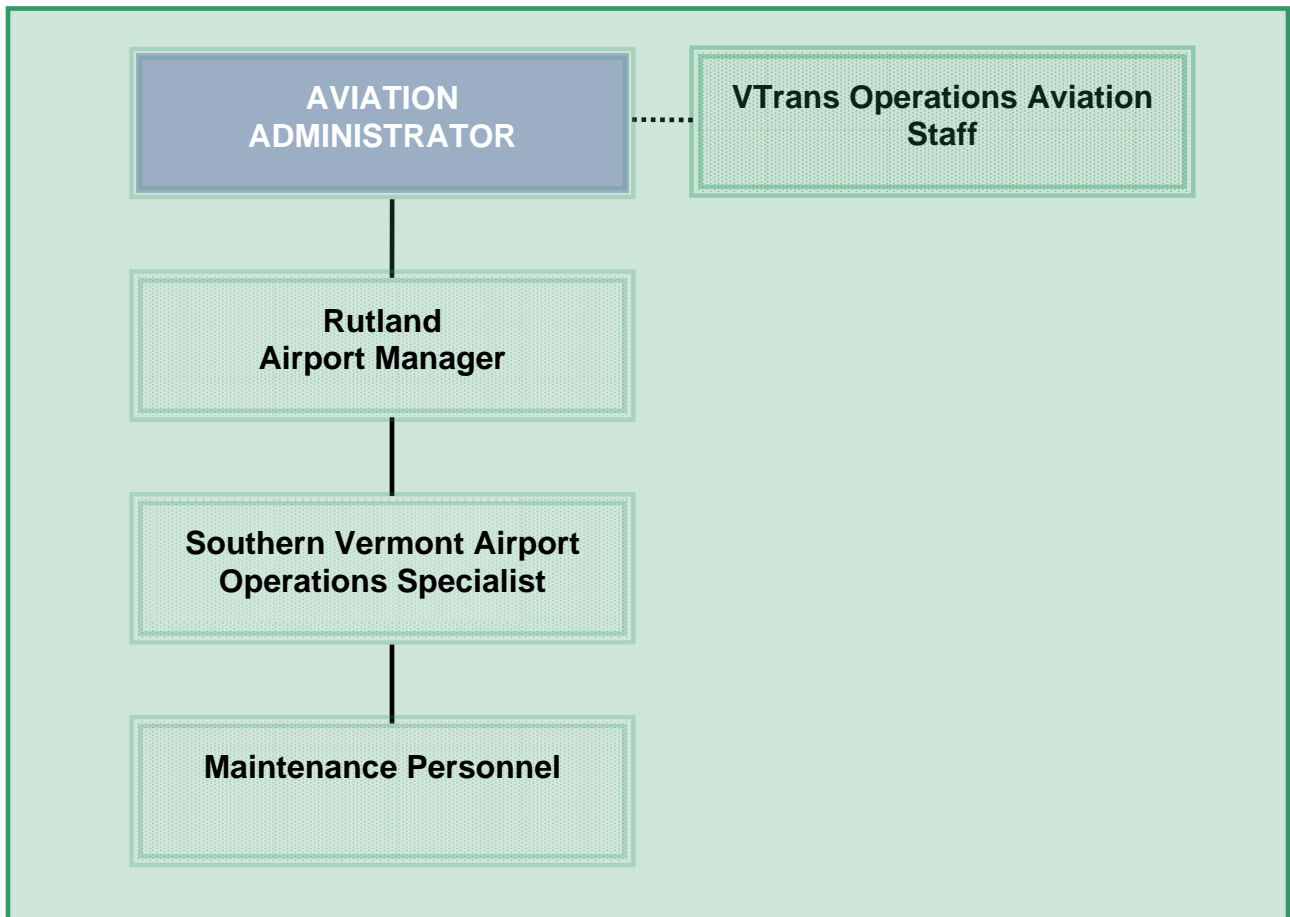 AVIATION
ADMINISTRATOR
VTrans Operations Aviation
Staff
Rutland
Airport Manager
Southern Vermont Airport
Operations Specialist
Maintenance Personnel